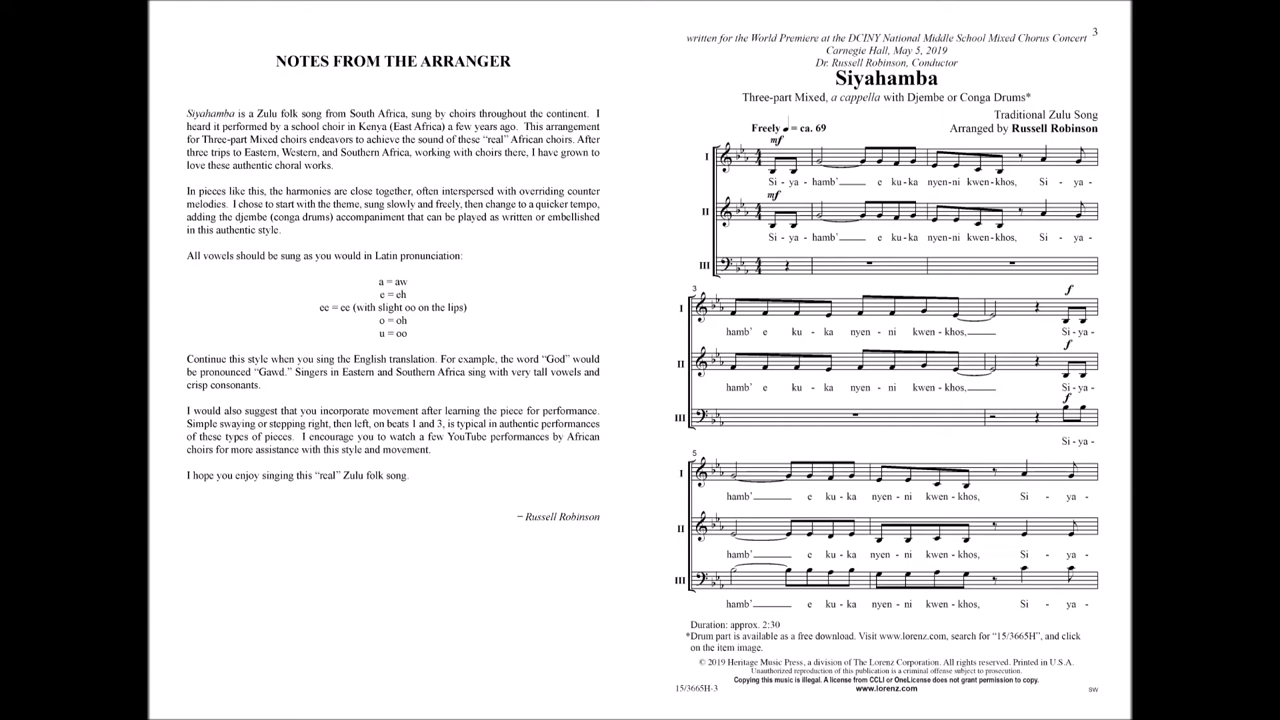 NOTES FROM THE ARRANGER
Siyahamba is a Zulu folk song from South Africa, sung by choirs throughout the continent. I
heard it performed by a school choir in Kenya (East Africa) a few years ago. This arrangement
for Three-part Mixed choirs endeavors to achieve the sound of these “real” African choirs. After
three trips to Eastern, Western, and Southern Africa, working with choirs there, I have grown to
love these authentic choral works.
In pieces like this, the harmonies are close together, often interspersed with overriding counter
melodies. I chose to start with the theme, sung slowly and freely, then change to a quicker tempo,
adding the djembe (conga drums) accompaniment that can be played as written or embellished
in this authentic style.
All vowels should be sung as you would in Latin pronunciation:
a = aw
e = eh
ee = ee (with slight oo on the lips)
o = oh
u = oo
Continue this style when you sing the English translation. For example, the word “God” would
be pronounced “Gawd.” Singers in Eastern and Southern Africa sing with very tall vowels and
crisp consonants.
I would also suggest that you incorporate movement after learning the piece for performance.
Simple swaying or stepping right, then left, on beats 1 and 3, is typical in authentic performances
of these types of pieces. I encourage you to watch a few YouTube performances by African
choirs for more assistance with this style and movement.
I hope you enjoy singing this “real” Zulu folk song.
– Russell Robinson
3
written for the World Premiere at the DCINY National Middle School Mixed Chorus Concert
Carnegie Hall, May 5, 2019
Dr. Russell Robinson, Conductor
Siyahamba
Three-part Mixed, a cappella with Djembe or Conga Drums*
Traditional Zulu Song
Arranged by Russell Robinson
Freely ♩ = ca. 69
mf
I
4
4
Si - ya - hamb’ e ku - ka nyen - ni kwen - khos, Si - ya -
mf
II
4
4
Si - ya - hamb’ e ku - ka nyen - ni kwen - khos, Si - ya -
III
4
4
3
f
I
hamb’ e ku - ka nyen - ni kwen - khos, Si - ya -
f
II
hamb’ e ku - ka nyen - ni kwen - khos, Si - ya -
f
III
Si - ya -
5
I
hamb’ e ku - ka nyen - ni kwen - khos, Si - ya -
II
hamb’ e ku - ka nyen - ni kwen - khos, Si - ya -
III
hamb’ e ku - ka nyen - ni kwen - khos, Si - ya -
Duration: approx. 2:30
*Drum part is available as a free download. Visit www.lorenz.com, search for “15/3665H”, and click
on the item image.
© 2019 Heritage Music Press, a division of The Lorenz Corporation. All rights reserved. Printed in U.S.A.
Unauthorized reproduction of this publication is a criminal offense subject to prosecution.
Copying this music is illegal. A license from CCLI or OneLicense does not grant permission to copy.
15/3665H-3
www.lorenz.com
SW